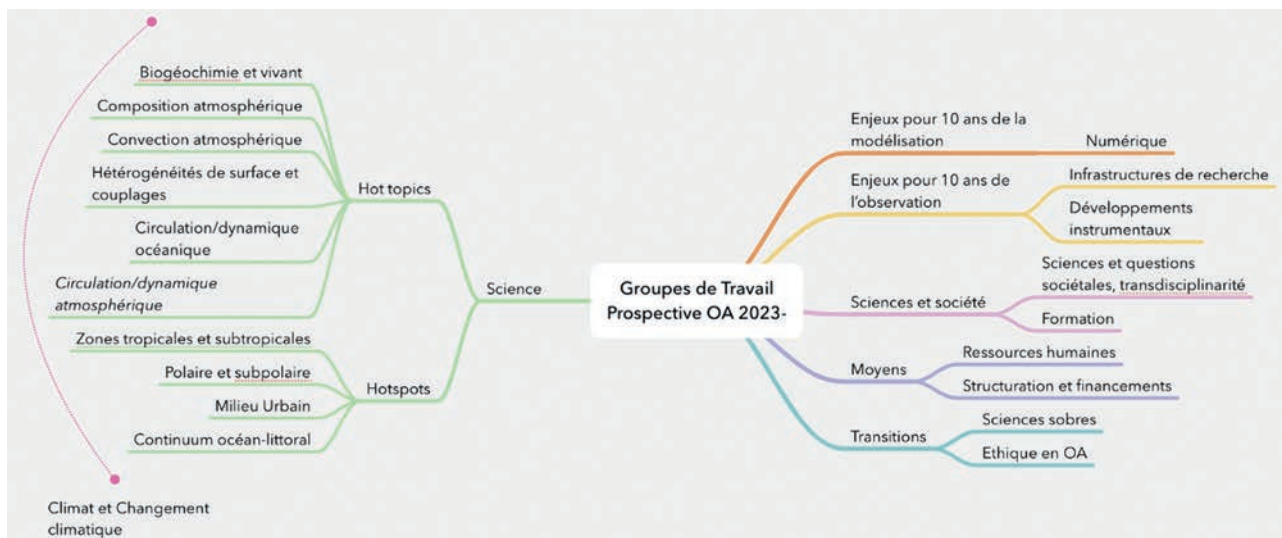 Biogéochimie et vivant
Composition atmosphérique
Convection atmosphérique
Hétérogénéités de surface et
couplages
Circulation/dynamique
océanique
Circulation/dynamique
atmosphérique
Hot topics
Zones tropicales et subtropicales
Polaire et subpolaire
Milieu Urbain
Continuum océan-littoral
Hotspots
Science
Climat et Changement
climatique
Groupes de Travail
Prospective OA 2023-
Enjeux pour 10 ans de la
modélisation
Numérique
Enjeux pour 10 ans de
l'observation
Infrastructures de recherche
Développements
instrumentaux
Sciences et société
Sciences et questions
sociétales, transdisciplinarité
Formation
Moyens
Ressources humaines
Structuration et financements
Transitions
Sciences sobres
Ethique en OA